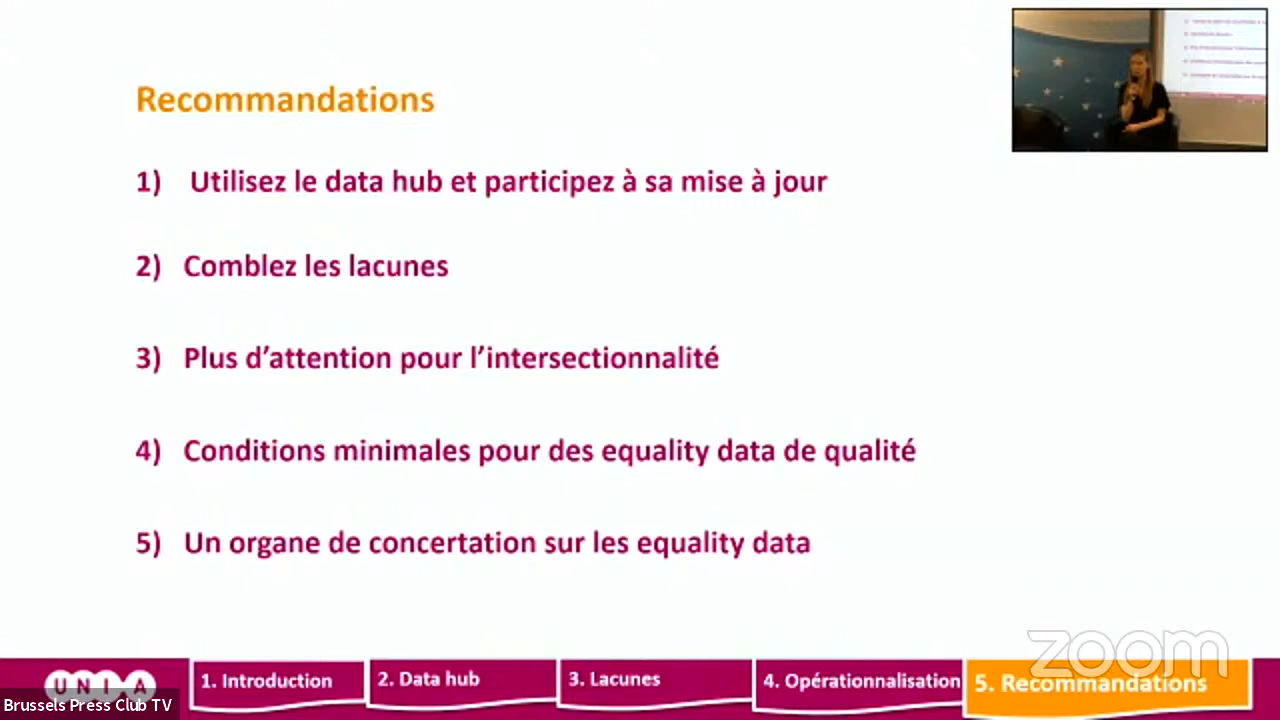 Recommandations
1) Utilisez le data hub et participez à sa mise à jour
2) Comblez les lacunes
3) Plus d’attention pour l’intersectionnalité
4) Conditions minimales pour des equality data de qualité
5) Un organe de concertation sur les equality data
zoom
UNIA
1. Introduction
2. Data hub
3. Lacunes
4. Opérationnalisation
5. Recommandations
Brussels Press Club TV